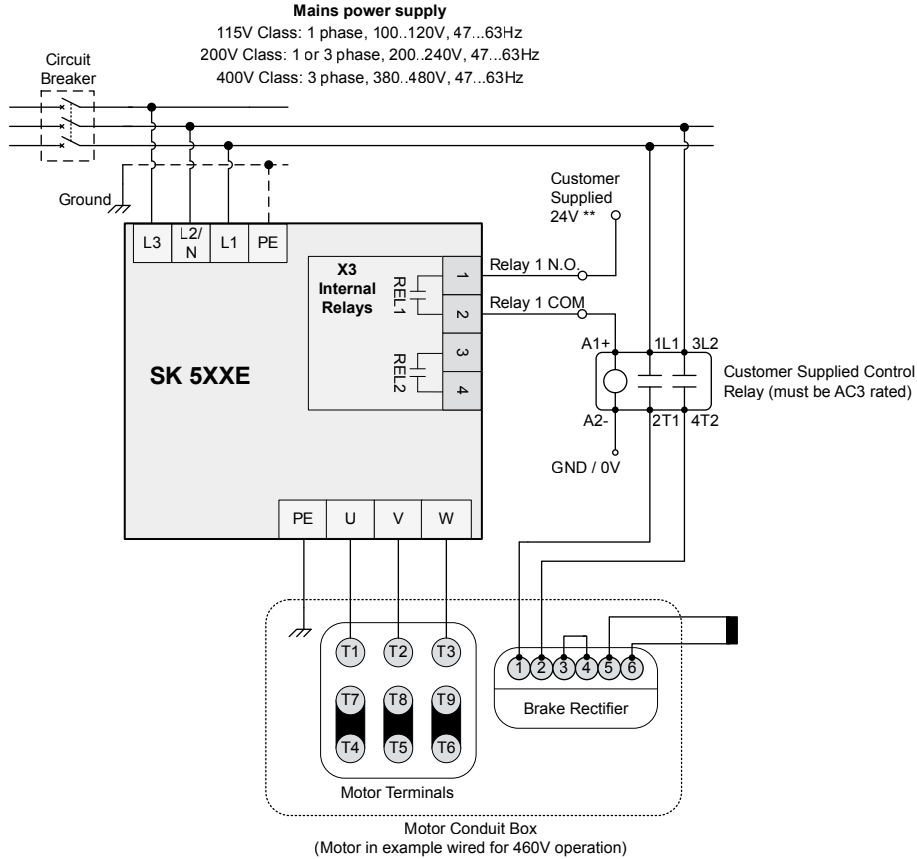 Mains power supply
115V Class: 1 phase, 100..120V, 47...63Hz
200V Class: 1 or 3 phase, 200..240V, 47...63Hz
400V Class: 3 phase, 380..480V, 47...63Hz
Circuit
Breaker
Ground
Customer
Supplied
24V **
L3
L2/
N
L1
PE
X3
Internal
Relays
REL1
REL2
1
2
3
4
Relay 1 N.O.
Relay 1 COM
SK 5XXE
A1+
1L1
3L2
A2-
2T1
4T2
Customer Supplied Control
Relay (must be AC3 rated)
GND / 0V
PE
U
V
W
T1
T2
T3
T7
T8
T9
T4
T5
T6
Motor Terminals
1
2
3
4
5
6
Brake Rectifier
Motor Conduit Box
(Motor in example wired for 460V operation)